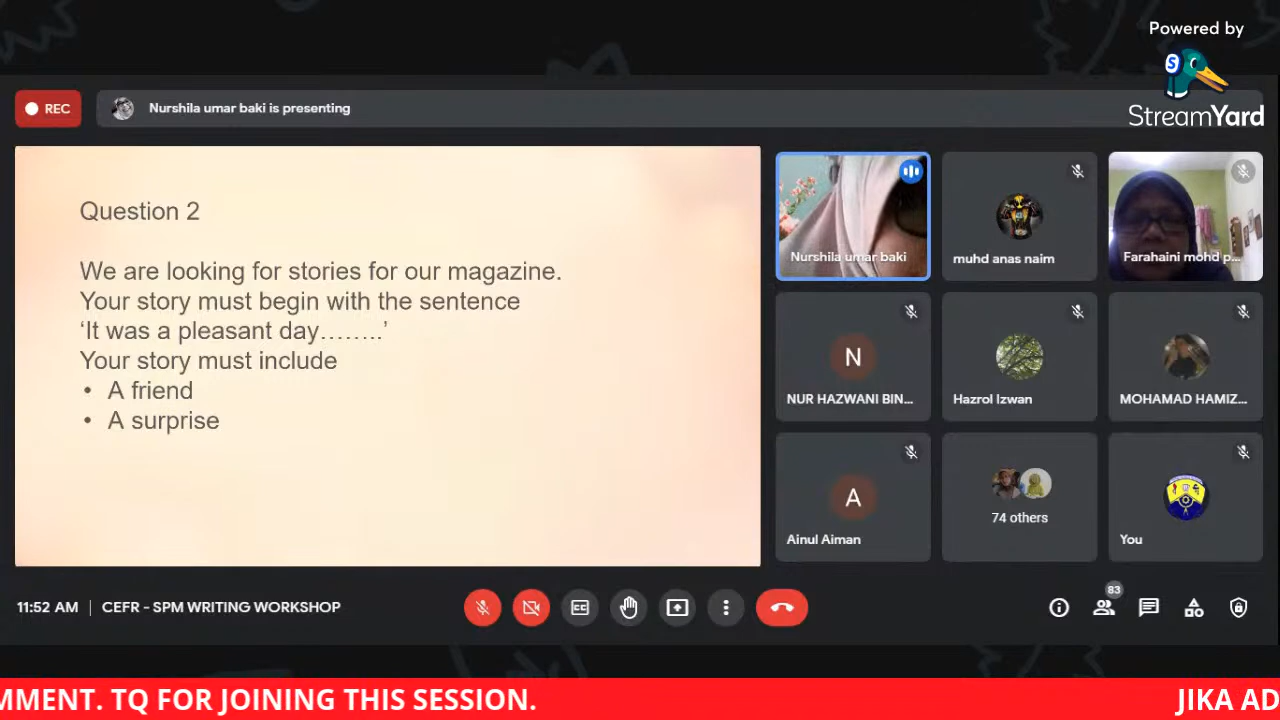 Powered by
S
StreamYard
REC
Nurshila umar baki is presenting
Question 2
We are looking for stories for our magazine.
Your story must begin with the sentence
‘It was a pleasant day……..’
Your story must include
• A friend
• A surprise
Nurshila umar baki
muhd anas naim
Farahaini mohd p...
N
NUR HAZWANI BIN...
Hazrol Izwan
MOHAMAD HAMIZ...
A
Ainul Aiman
74 others
You
11:52 AM | CEFR - SPM WRITING WORKSHOP
CC
83
MMENT. TQ FOR JOINING THIS SESSION.
JIKA AD